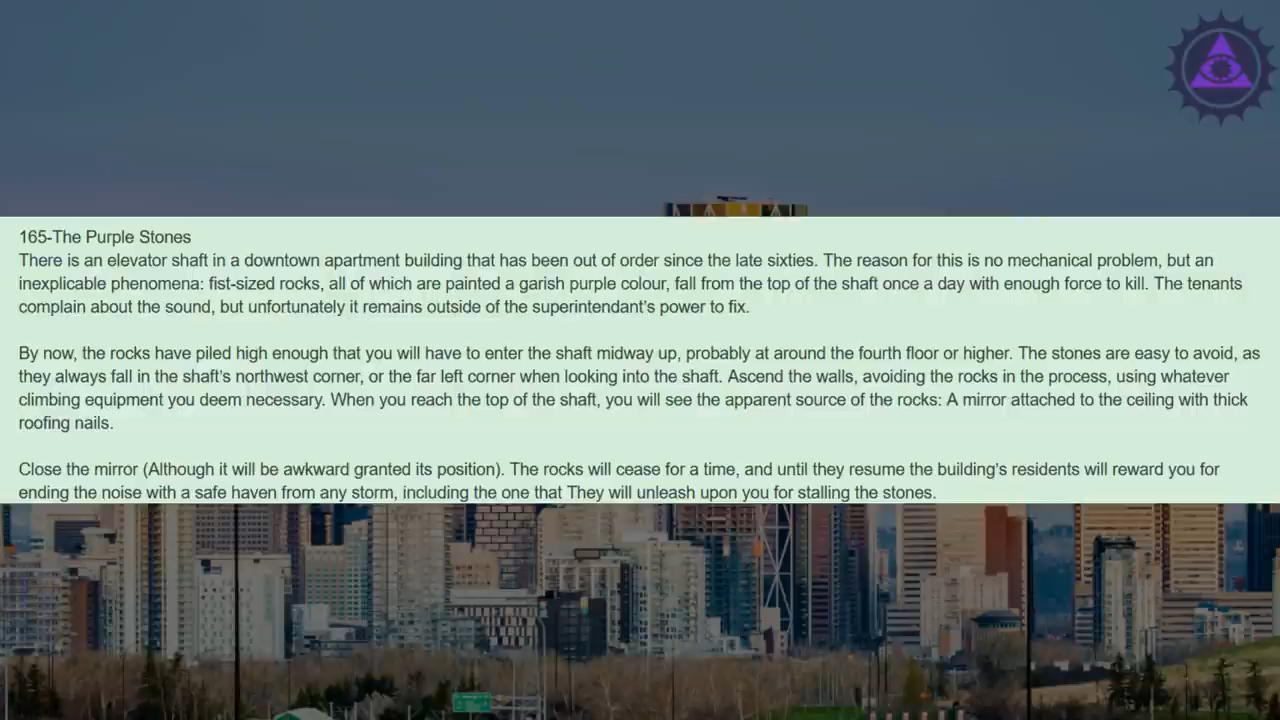 165-The Purple Stones
There is an elevator shaft in a downtown apartment building that has been out of order since the late sixties. The reason for this is no mechanical problem, but an
inexplicable phenomena: fist-sized rocks, all of which are painted a garish purple colour, fall from the top of the shaft once a day with enough force to kill. The tenants
complain about the sound, but unfortunately it remains outside of the superintendant's power to fix.
By now, the rocks have piled high enough that you will have to enter the shaft midway up, probably at around the fourth floor or higher. The stones are easy to avoid, as
they always fall in the shaft's northwest corner, or the far left corner when looking into the shaft. Ascend the walls, avoiding the rocks in the process, using whatever
climbing equipment you deem necessary. When you reach the top of the shaft, you will see the apparent source of the rocks: A mirror attached to the ceiling with thick
roofing nails.
Close the mirror (Although it will be awkward granted its position). The rocks will cease for a time, and until they resume the building's residents will reward you for
ending the noise with a safe haven from any storm, including the one that They will unleash upon you for stalling the stones.